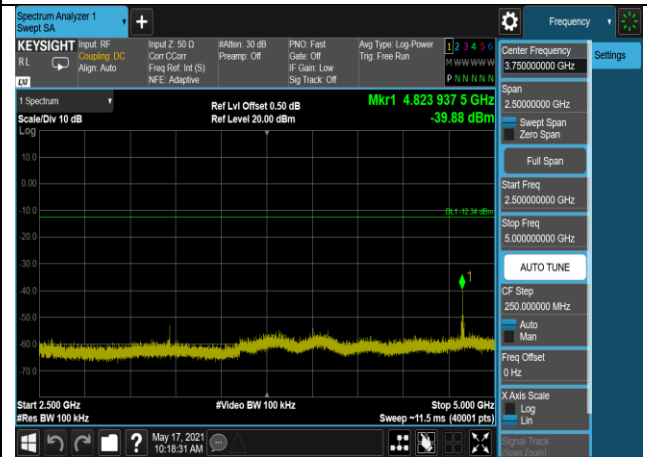 Spectrum Analyzer 1
Swept SA
Frequency
KEYSIGHT
RL
LXI
Input: RF
Coupling: DC
Align: Auto
Input Z: 50 Ω
Corr CCorr
Freq Ref: Int (S)
NFE: Adaptive
#Atten: 30 dB
Preamp: Off
PNO: Fast
Gate: Off
IF Gain: Low
Sig Track: Off
Avg Type: Log-Power
Trig: Free Run
1 2 3 4 5 6
M W W W W W
P N N N N N
1 Spectrum
Scale/Div 10 dB
Log
Ref Lvl Offset 0.50 dB
Ref Level 20.00 dBm
Mkr1 4.823 937 5 GHz
-39.88 dBm
10.0
0.00
-10.0
DL1 -12.34 dBm
-20.0
-30.0
1
-40.0
-50.0
-60.0
-70.0
Start 2.500 GHz
#Video BW 100 kHz
Stop 5.000 GHz
#Res BW 100 kHz
Sweep ~11.5 ms (40001 pts)
May 17, 2021
10:18:31 AM
Center Frequency
3.750000000 GHz
Settings
Span
2.50000000 GHz
Swept Span
Zero Span
Full Span
Start Freq
2.500000000 GHz
Stop Freq
5.000000000 GHz
AUTO TUNE
CF Step
250.000000 MHz
Auto
Man
Freq Offset
0 Hz
X Axis Scale
Log
Lin
Signal Track
(Span Zoom)